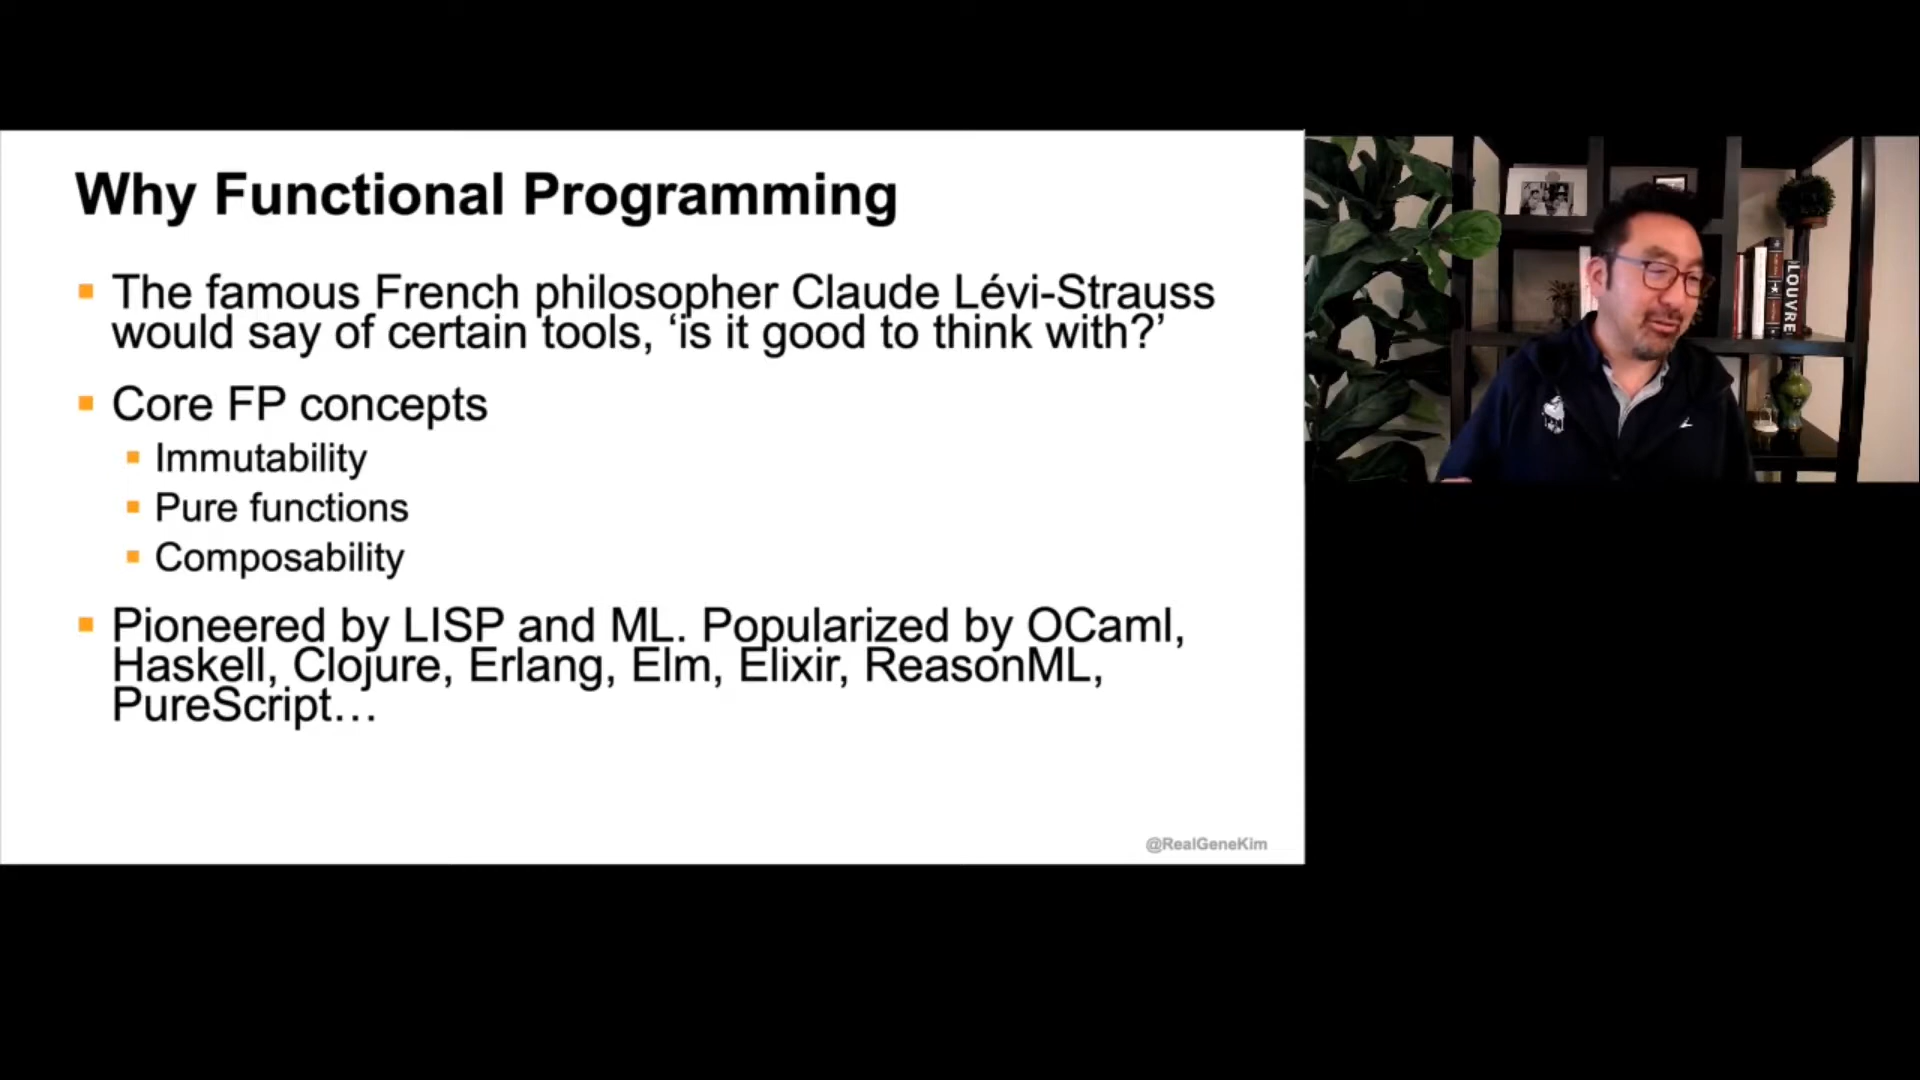 Why Functional Programming
The famous French philosopher Claude Lévi-Strauss
would say of certain tools, ‘is it good to think with?’
Core FP concepts
Immutability
Pure functions
Composability
Pioneered by LISP and ML. Popularized by OCaml,
Haskell, Clojure, Erlang, Elm, Elixir, ReasonML,
PureScript…
@RealGeneKim
LOUVRE